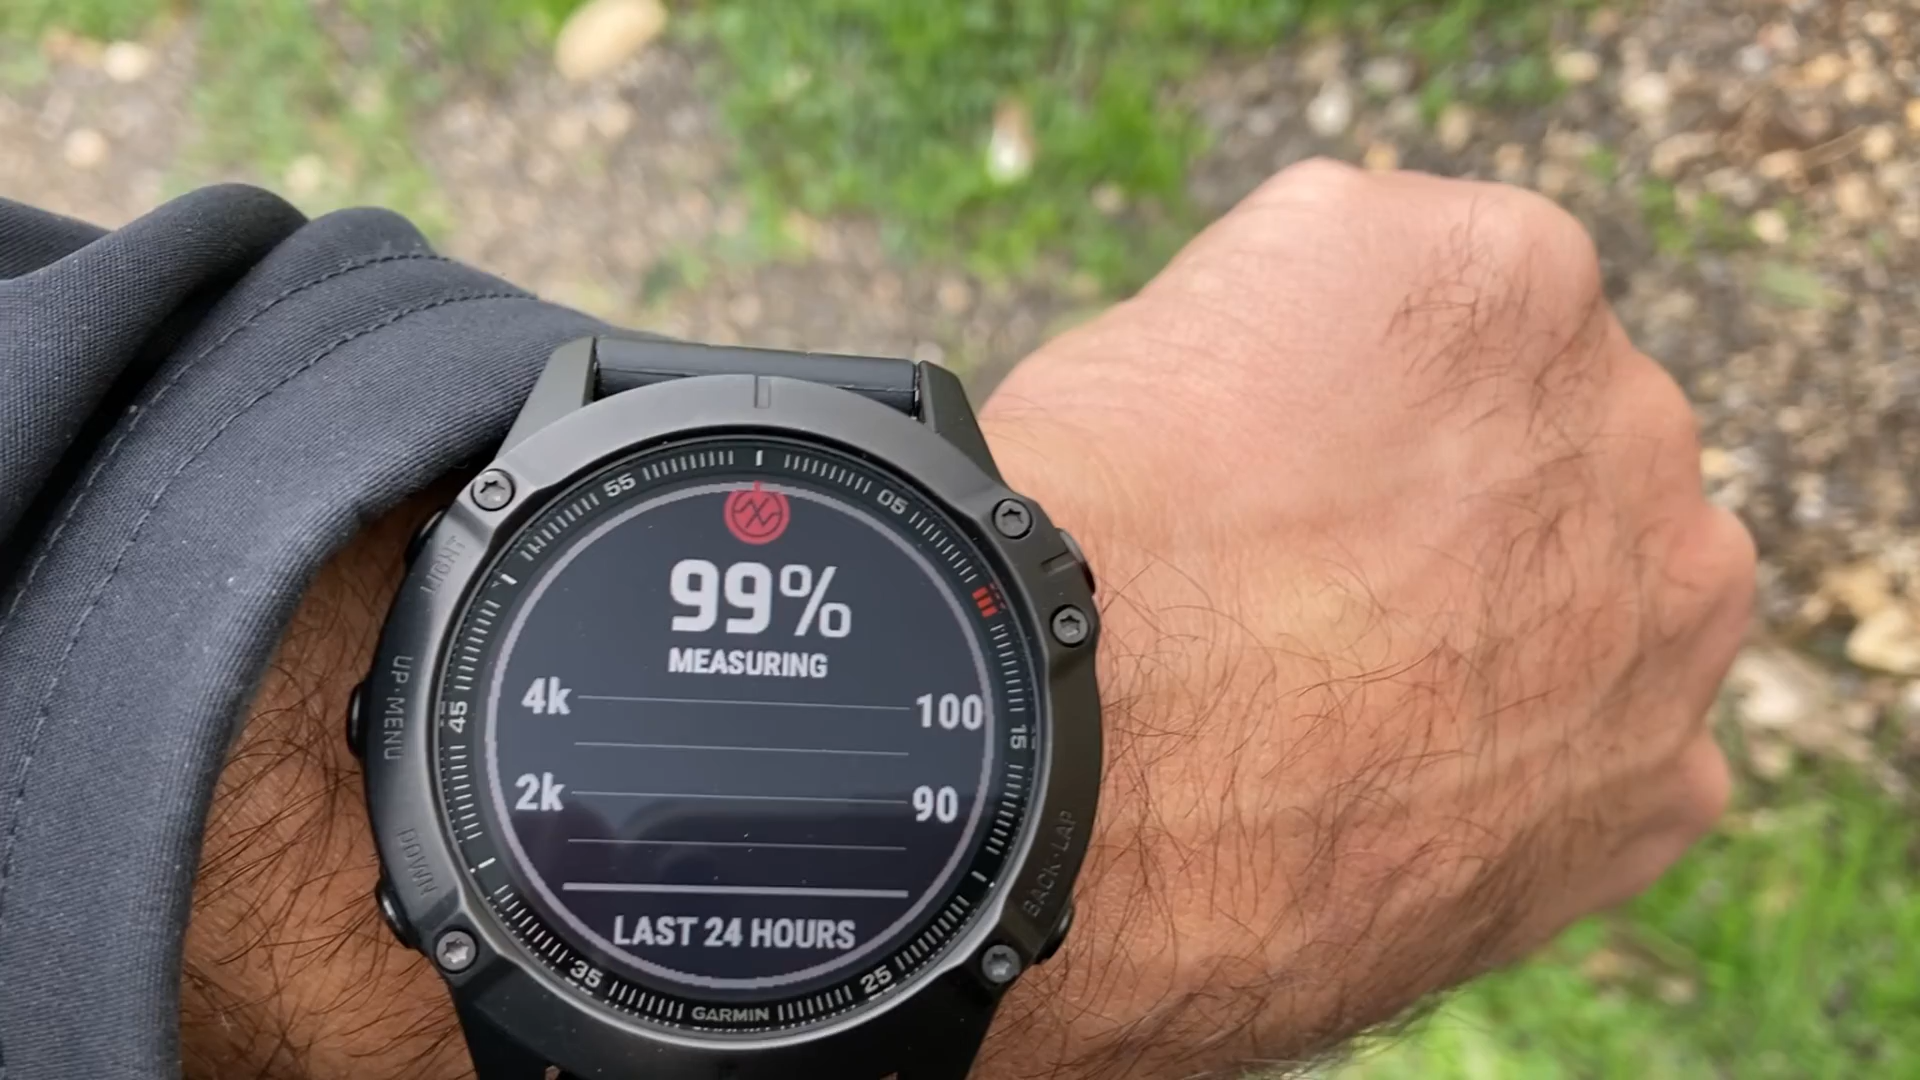 55
05
99%
MEASURING
LIGHT
UP·MENU
45
4k
100
15
2k
90
DOWN
BACK·LAP
LAST 24 HOURS
35
25
GARMIN